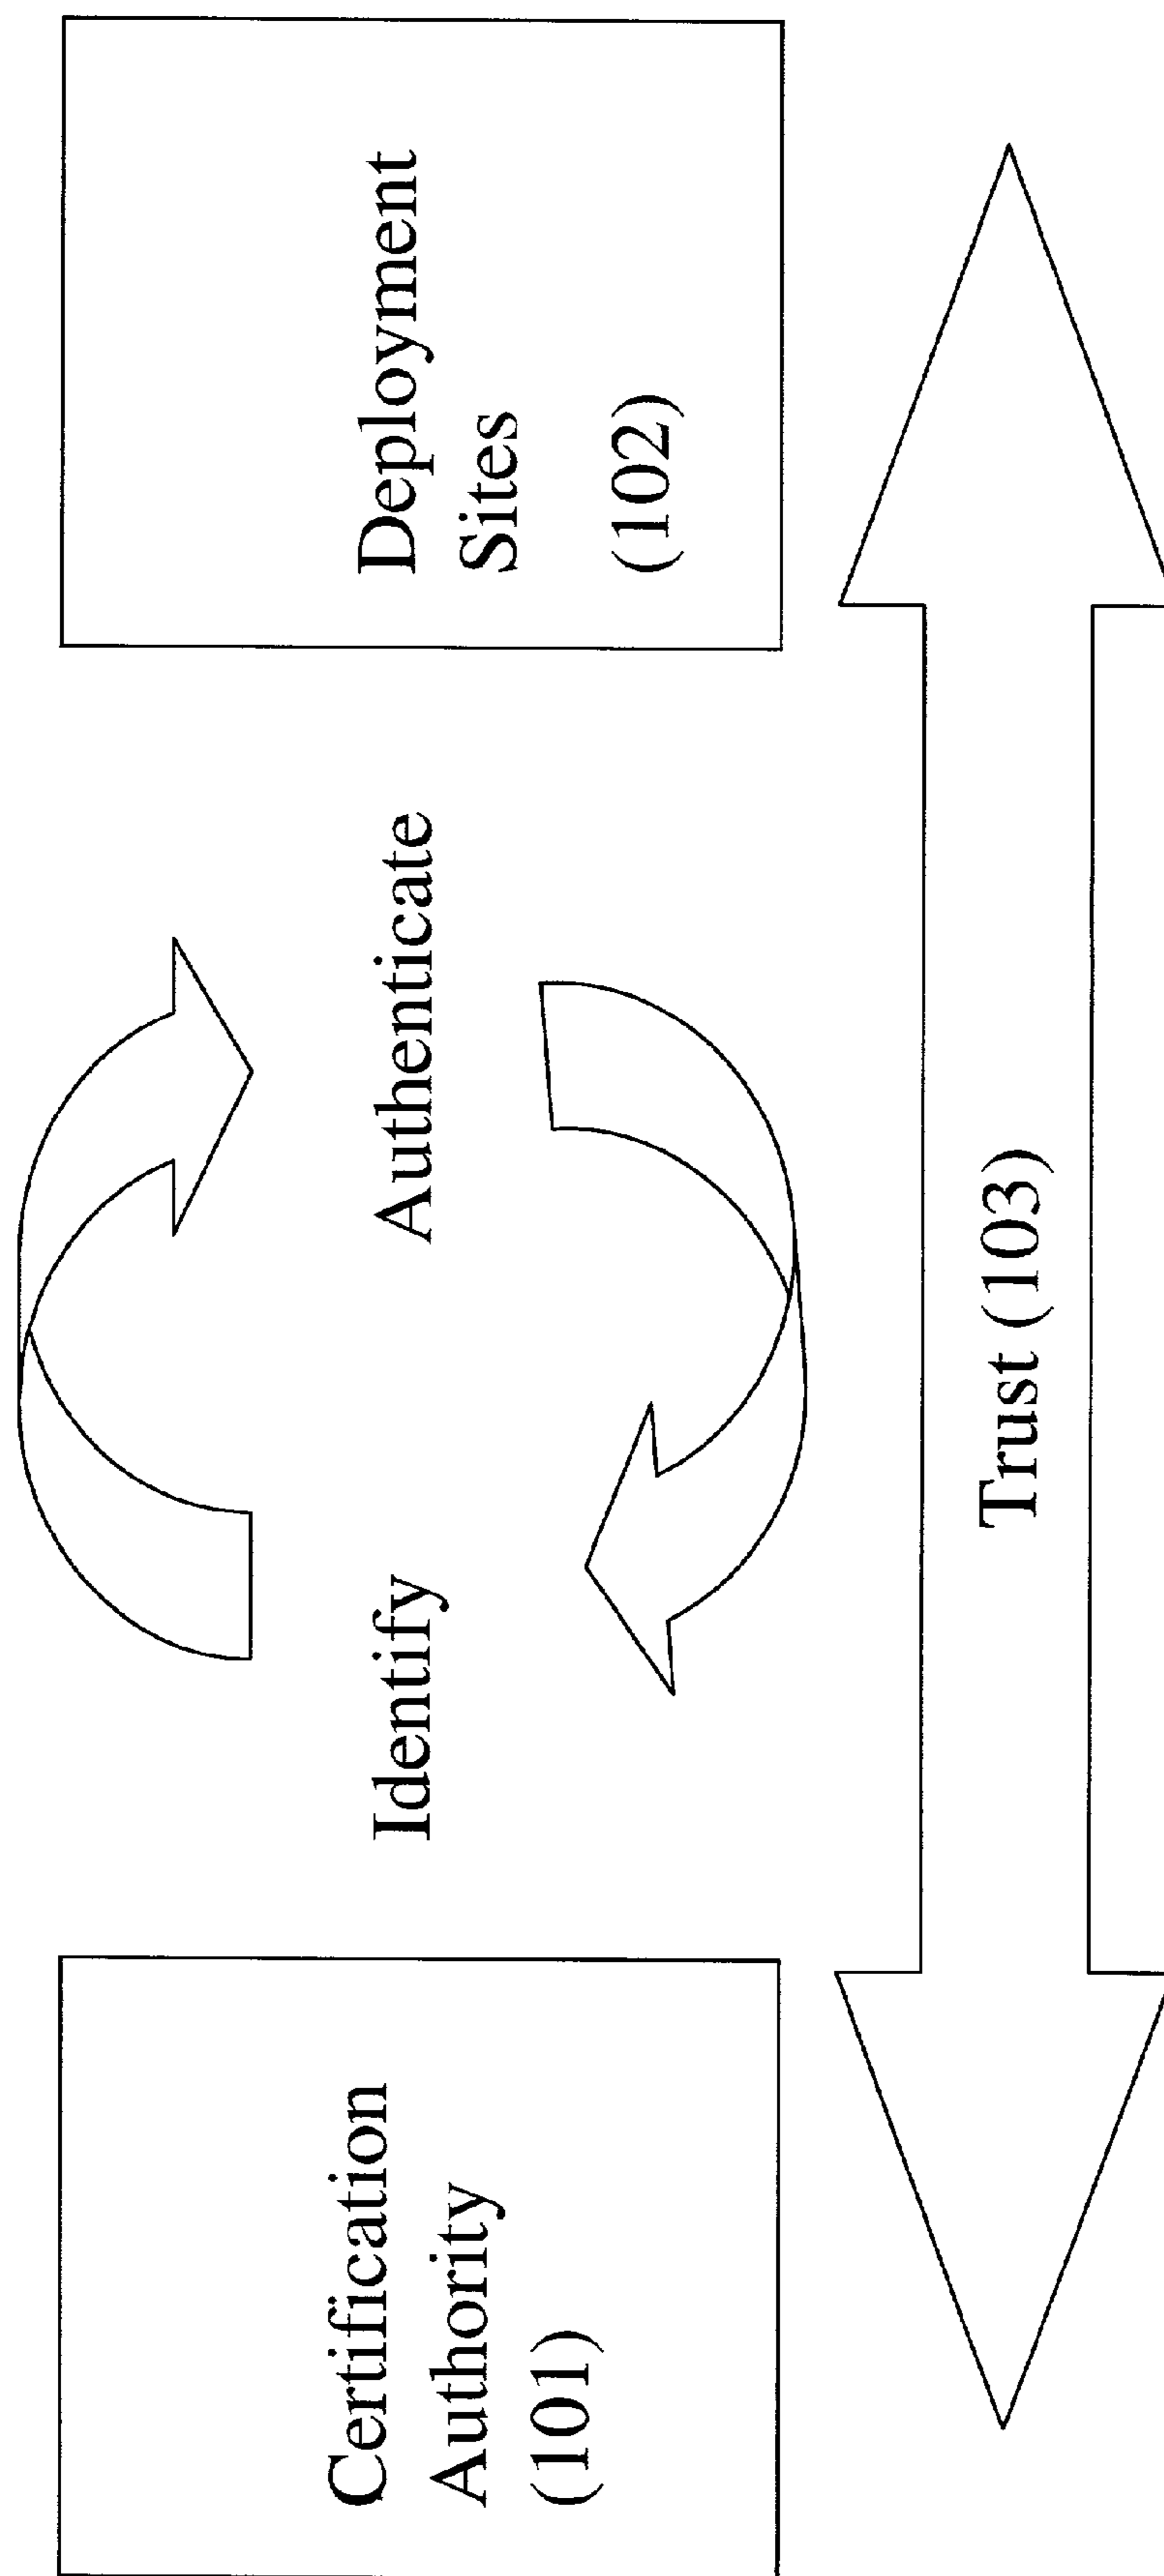 Certification
Authority
(101)
Identify
Authenticate
Deployment
Sites
(102)
Trust (103)